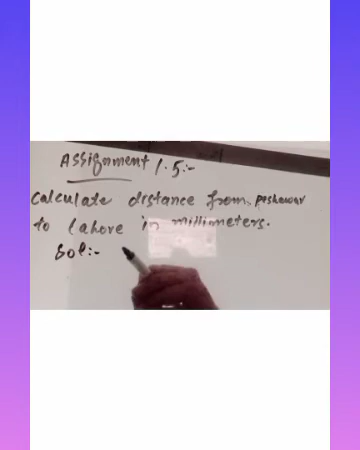 Assignment 1.5:-
Calculate distance from peshawar
to Lahore in millimeters.
Sol:-